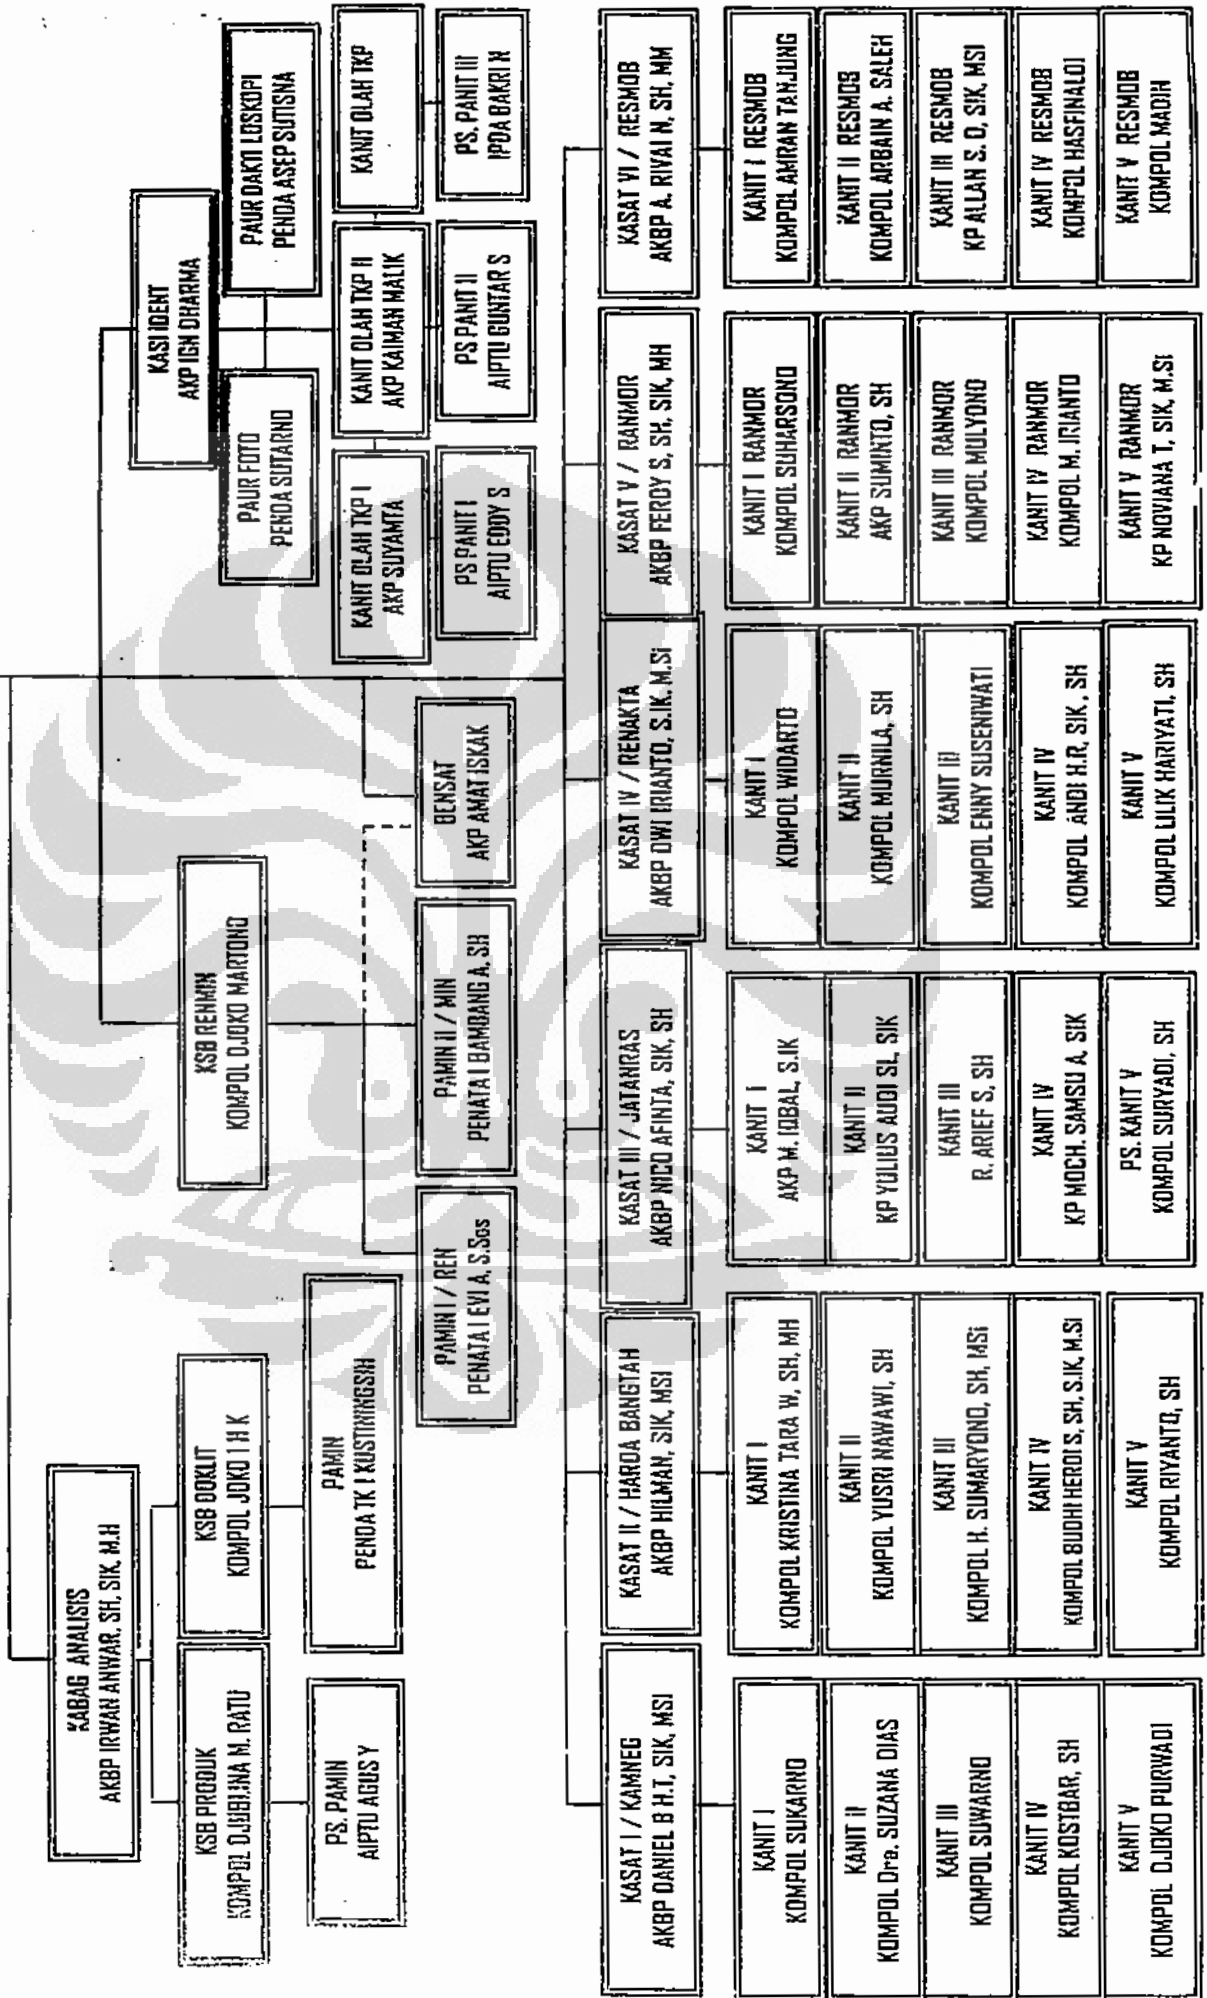 KABAG ANALISIS
AKBP IRWAN ANWAR, SH, SIK, M.H
KSB PRODUK
KOMPOL DJUBLINA M. RATU
KSB DOKLIT
KOMPOL JOKO I H K
PS. PAMIN
AIPTU AGUS Y
PAMIN
PENDA TK I KUSTININGSIH
KSB RENMIN
KOMPOL DJOKO MARTONO
PAMIN I / REN
PENATA I EVI A, S.Sos
PAMIN II / MIN
PENATA I BAMBANG A, SH
BENSAT
AKP AMAT ISKAK
KASI IDENT
AKP IGN DHARMA
PAUR FOTO
PENDA SUTARNO
PAUR DAKTI LOSKOPI
PENDA ASEP SUTISNA
KANIT OLAH TKP I
AKP SUYAMTA
KANIT OLAH TKP II
AKP KAIMAN MALIK
KANIT OLAH TKP
PS PANIT I
AIPTU EDDY S
PS PANIT II
AIPTU GUNTAR S
PS. PANIT III
IPDA BAKRI N
KASAT I / KAMNEG
AKBP DANIEL B H.T, SIK, MSI
KANIT I
KOMPOL SUKARNO
KANIT II
KOMPOL Dra. SUZANA DIAS
KANIT III
KOMPOL SUWARNO
KANIT IV
KOMPOL KOSTBAR, SH
KANIT V
KOMPOL DJOKO PURWADI
KASAT II / HARDA BANGTAH
AKBP HILMAN, SIK, MSI
KANIT I
KOMPOL KRISTINA TARA W, SH, MH
KANIT II
KOMPOL YUSRI NAWAWI, SH
KANIT III
KOMPOL H. SUMARYONO, SH, MSi
KANIT IV
KOMPOL BUDHI HERDI S, SH, S.IK, M.Si
KANIT V
KOMPOL RIYANTO, SH
KASAT III / JATANRAS
AKBP NICO AFINTA, SIK, SH
KANIT I
AKP M. IQBAL, S.IK
KANIT II
KP YULIUS AUDI SL, SIK
KANIT III
R. ARIEF S, SH
KANIT IV
KP MOCH. SAMSU A, SIK
PS. KANIT V
KOMPOL SURYADI, SH
KASAT IV / RENAKTA
AKBP DWI IRIANTO, S.IK, M.Si
KANIT I
KOMPOL WIDARTO
KANIT II
KOMPOL MURNILA, SH
KANIT III
KOMPOL ENNY SUSENIWATI
KANIT IV
KOMPOL ANDI H.R, SIK, SH
KANIT V
KOMPOL LILIK HARIYATI, SH
KASAT V / RANMOR
AKBP FERDY S, SH, SIK, MH
KANIT I RANMOR
KOMPOL SUHARSONO
KANIT II RANMOR
AKP SUMINTO, SH
KANIT III RANMOR
KOMPOL MULYONO
KANIT IV RANMOR
KOMPOL M. IRIANTO
KANIT V RANMOR
KP NOVIANA T, SIK, M.Si
KASAT VI / RESMOB
AKBP A. RIVAI N, SH, MM
KANIT I RESMOB
KOMPOL AMRAN TANJUNG
KANIT II RESMOB
KOMPOL ARBAIN A. SALEH
KANIT III RESMOB
KP ALLAN S. D, SIK, MSI
KANIT IV RESMOB
KOMPOL HASFINALDI
KANIT V RESMOB
KOMPOL MADIH